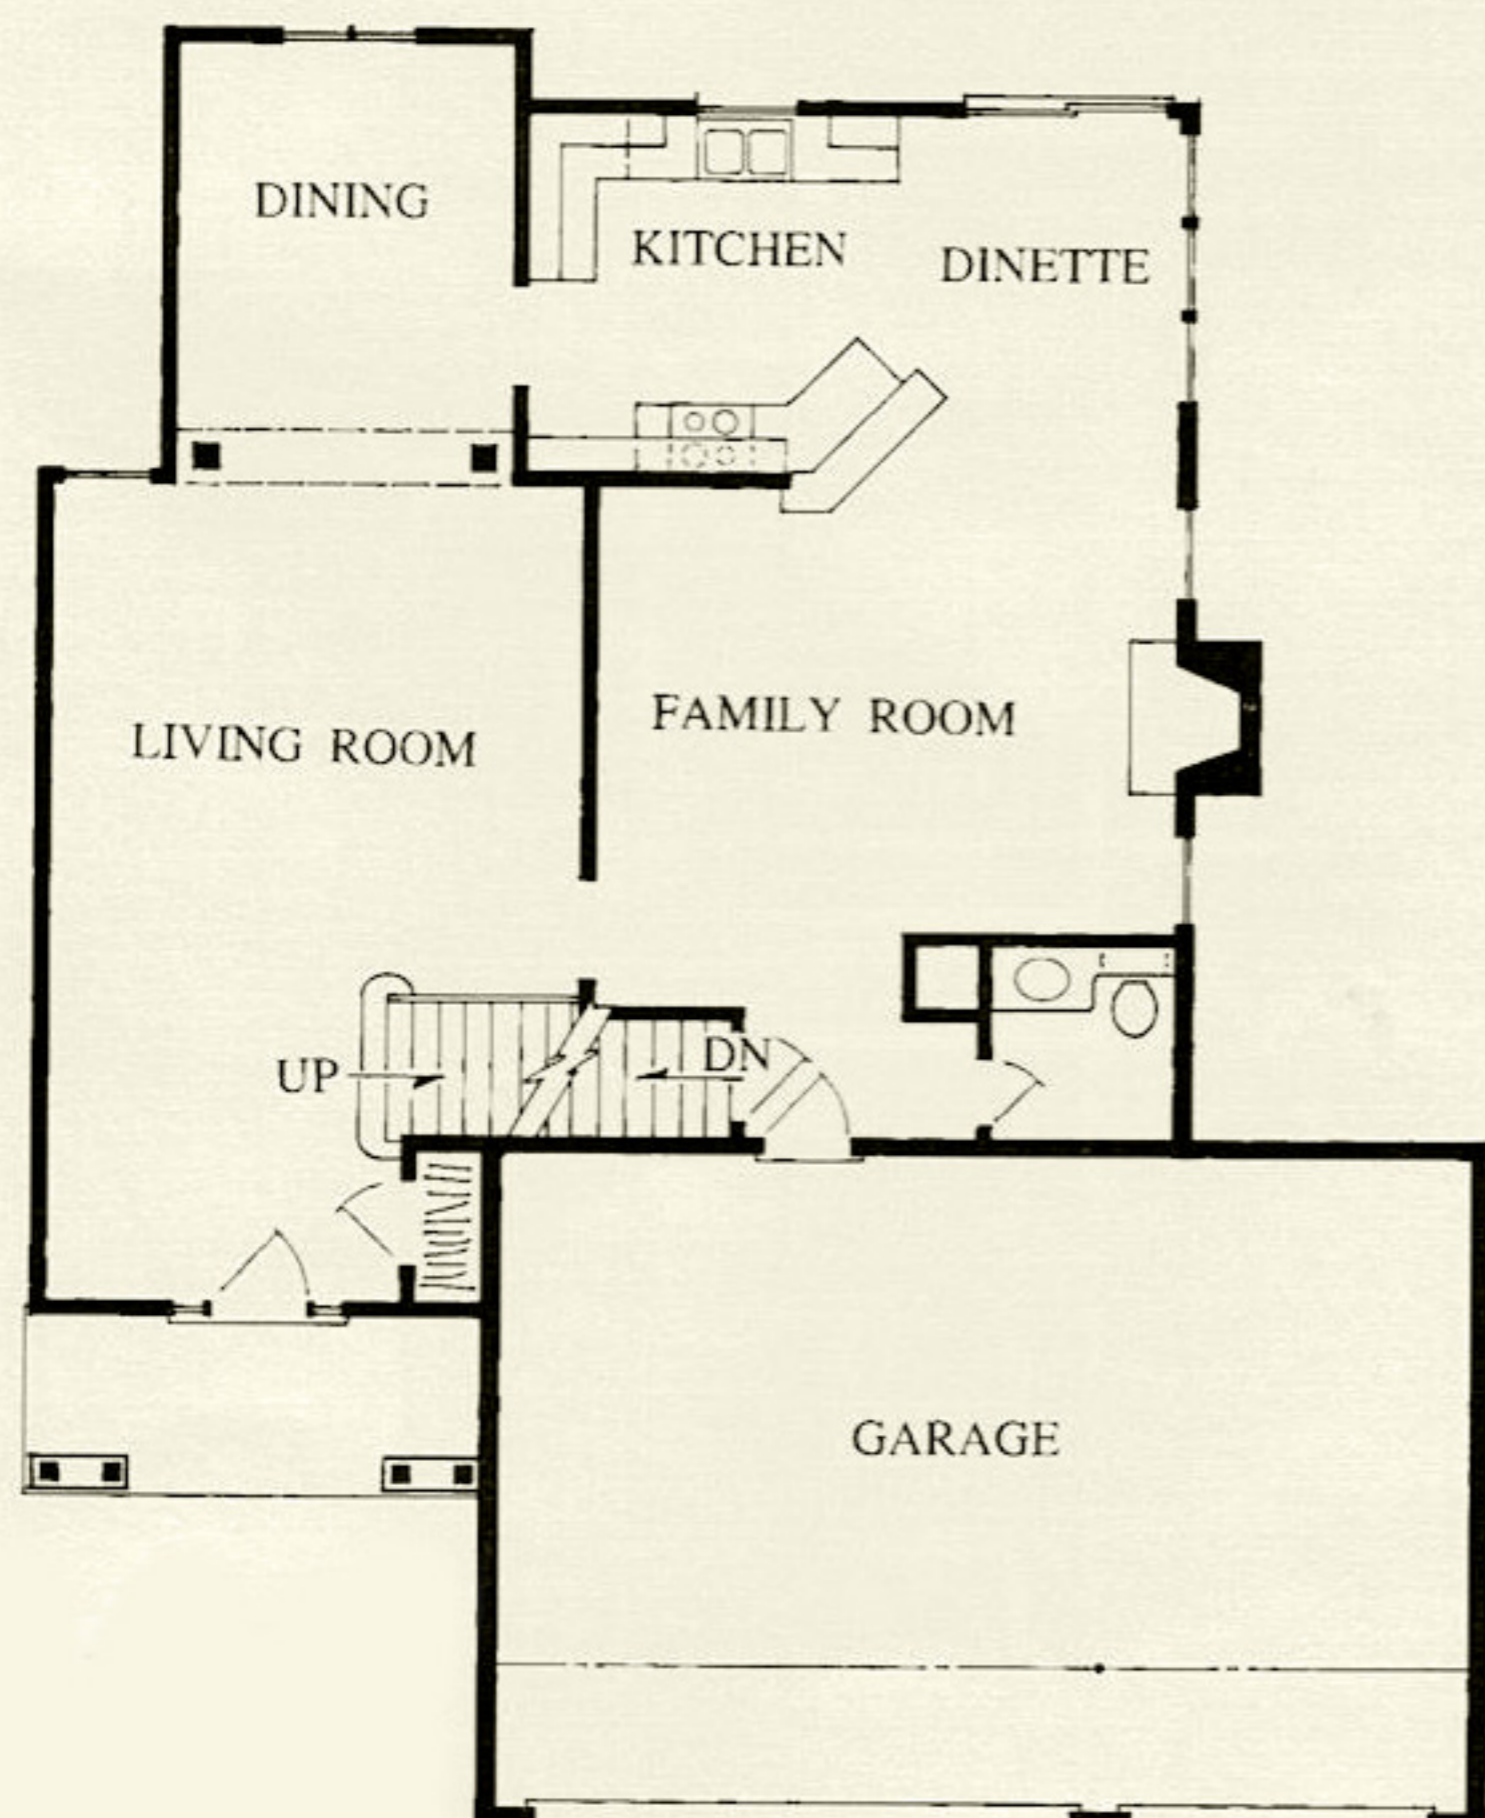 DINING
KITCHEN
DINETTE
LIVING ROOM
FAMILY ROOM
UP
DN
GARAGE